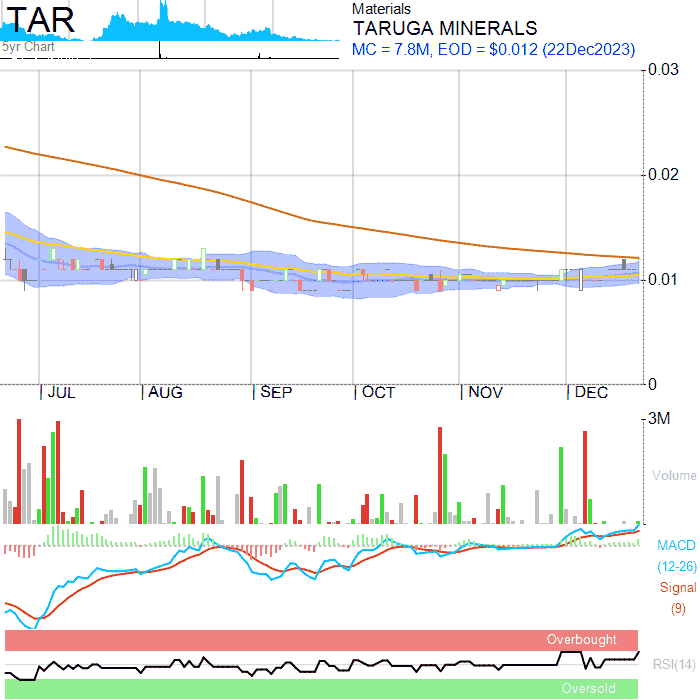 TAR
5yr Chart
Materials
TARUGA MINERALS
MC = 7.8M, EOD = $0.012 (22Dec2023)
0.03
0.02
0.01
0
JUL AUG SEP OCT NOV DEC
3M
Volume
MACD
(12-26)
Signal
(9)
Overbought
RSI(14)
Oversold